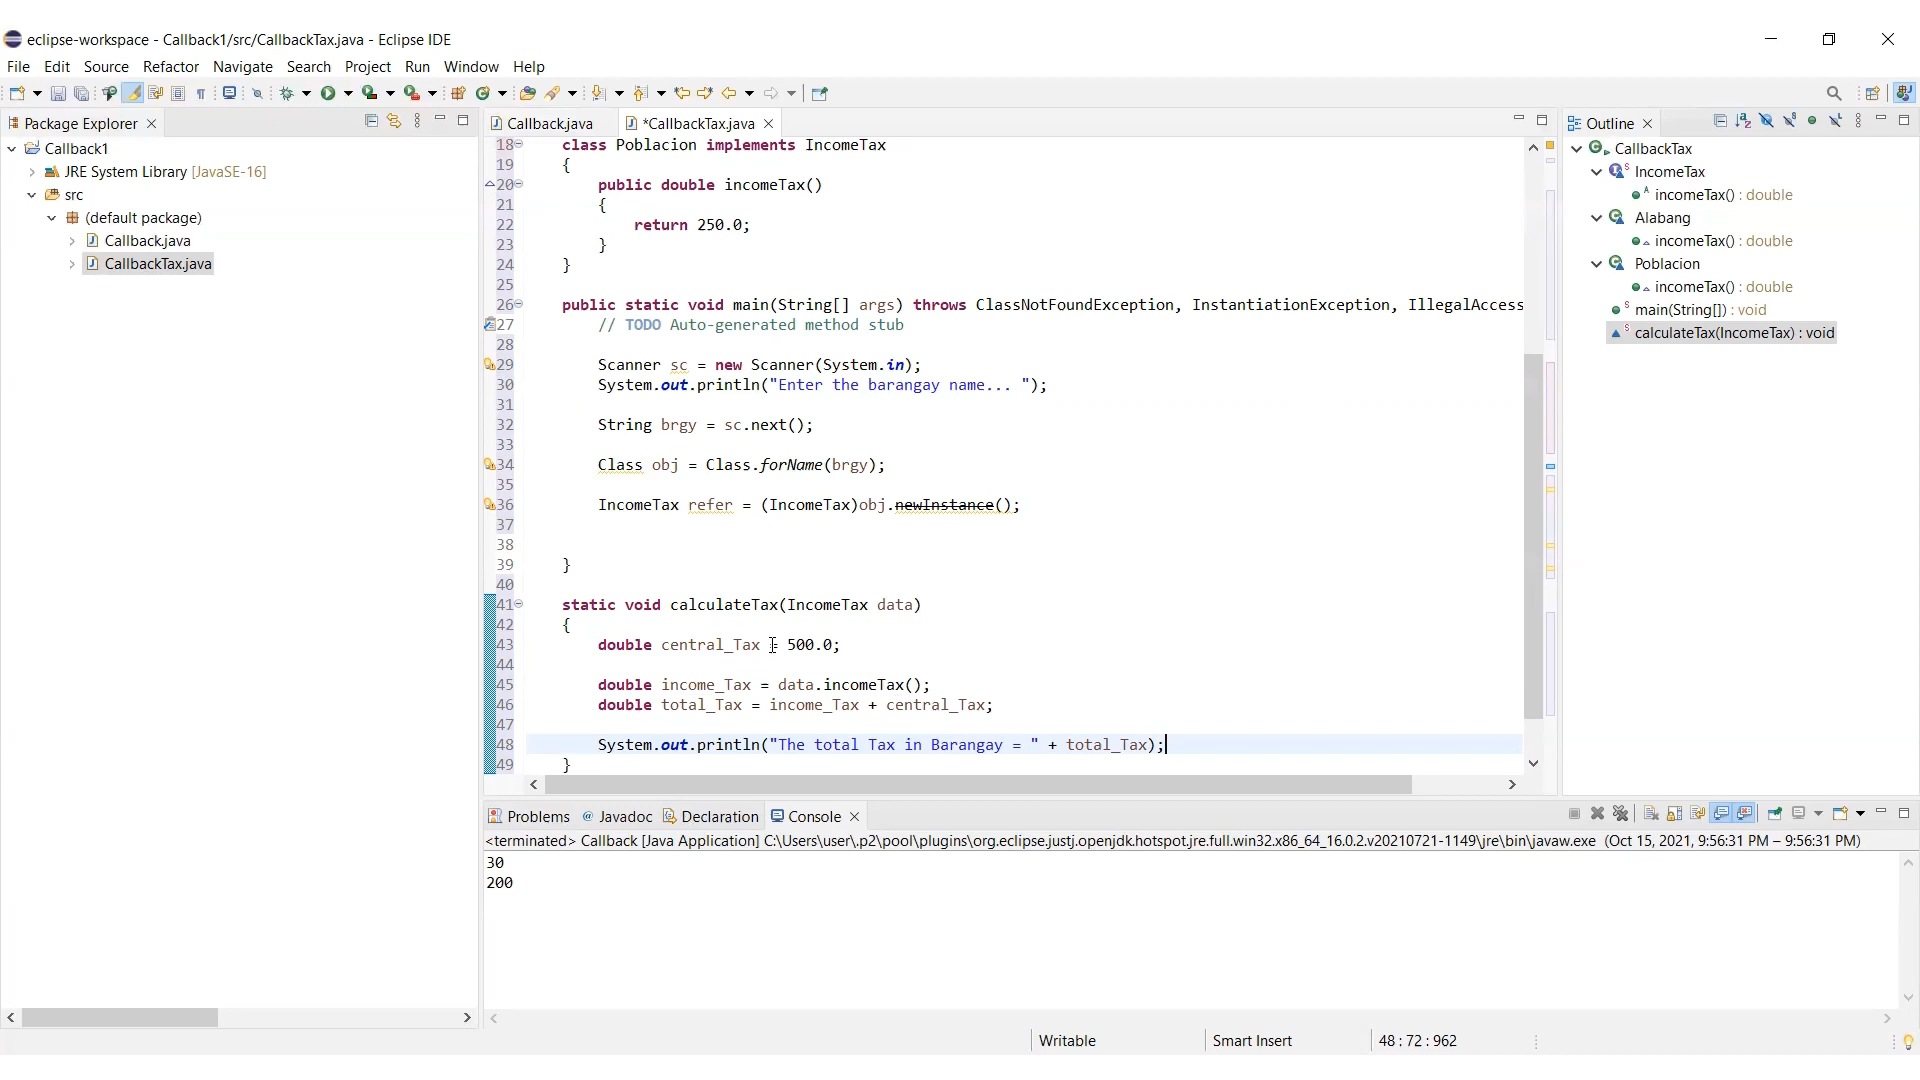 eclipse-workspace - Callback1/src/CallbackTax.java - Eclipse IDE
File Edit Source Refactor Navigate Search Project Run Window Help
Package Explorer
Callback1
JRE System Library [JavaSE-16]
src
(default package)
Callback.java
CallbackTax.java
Callback.java *CallbackTax.java
18 class Poblacion implements IncomeTax
19 {
20 public double incomeTax()
21 {
22 return 250.0;
23 }
24 }
25
26 public static void main(String[] args) throws ClassNotFoundException, InstantiationException, IllegalAccess
27 // TODO Auto-generated method stub
28
29 Scanner sc = new Scanner(System.in);
30 System.out.println("Enter the barangay name... ");
31
32 String brgy = sc.next();
33
34 Class obj = Class.forName(brgy);
35
36 IncomeTax refer = (IncomeTax)obj.newInstance();
37
38
39 }
40
41 static void calculateTax(IncomeTax data)
42 {
43 double central_Tax = 500.0;
44
45 double income_Tax = data.incomeTax();
46 double total_Tax = income_Tax + central_Tax;
47
48 System.out.println("The total Tax in Barangay = " + total_Tax);
49 }
Outline
CallbackTax
IncomeTax
incomeTax() : double
Alabang
incomeTax() : double
Poblacion
incomeTax() : double
main(String[]) : void
calculateTax(IncomeTax) : void
Problems Javadoc Declaration Console
<terminated> Callback [Java Application] C:\Users\user\.p2\pool\plugins\org.eclipse.justj.openjdk.hotspot.jre.full.win32.x86_64_16.0.2.v20210721-1149\jre\bin\javaw.exe (Oct 15, 2021, 9:56:31 PM – 9:56:31 PM)
30
200
Writable Smart Insert 48 : 72 : 962